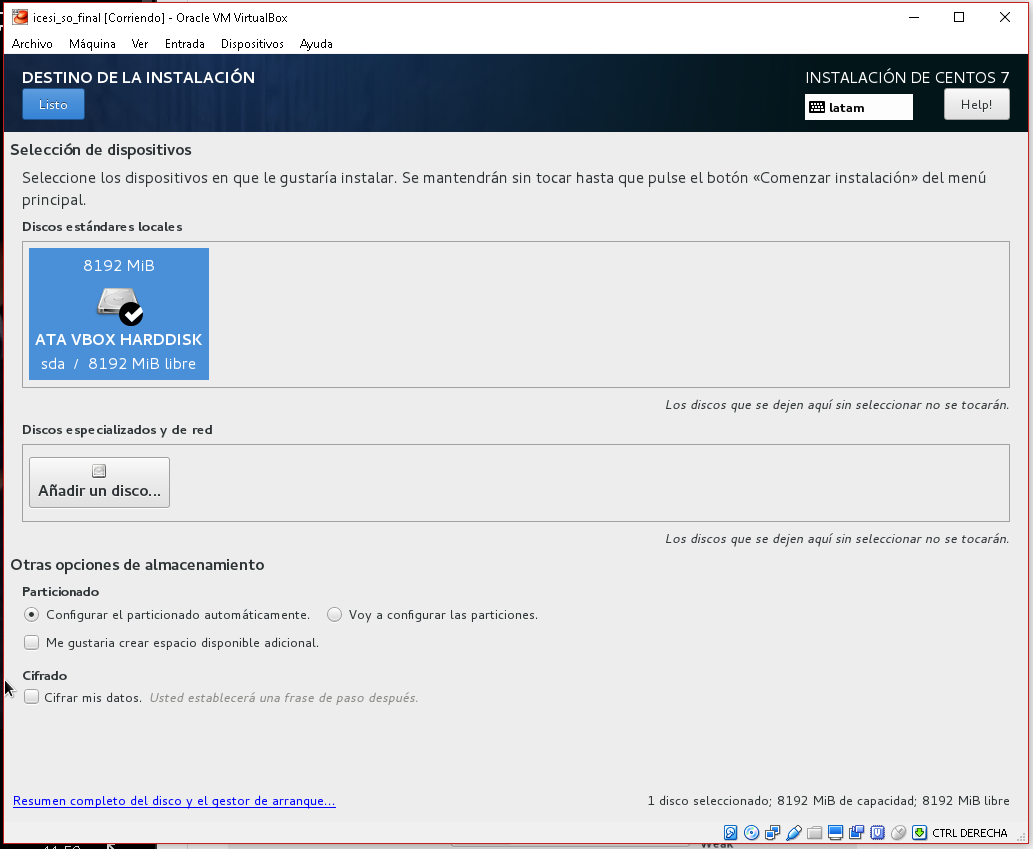 icesi_so_final [Corriendo] - Oracle VM VirtualBox
Archivo Máquina Ver Entrada Dispositivos Ayuda
DESTINO DE LA INSTALACIÓN
INSTALACIÓN DE CENTOS 7
Listo
latam
Help!
Selección de dispositivos
Seleccione los dispositivos en que le gustaría instalar. Se mantendrán sin tocar hasta que pulse el botón «Comenzar instalación» del menú
principal.
Discos estándares locales
8192 MiB
ATA VBOX HARDDISK
sda / 8192 MiB libre
Los discos que se dejen aquí sin seleccionar no se tocarán.
Discos especializados y de red
Añadir un disco...
Los discos que se dejen aquí sin seleccionar no se tocarán.
Otras opciones de almacenamiento
Particionado
Configurar el particionado automáticamente. Voy a configurar las particiones.
Me gustaria crear espacio disponible adicional.
Cifrado
Cifrar mis datos. Usted establecerá una frase de paso después.
Resumen completo del disco y el gestor de arranque...
1 disco seleccionado; 8192 MiB de capacidad; 8192 MiB libre
CTRL DERECHA